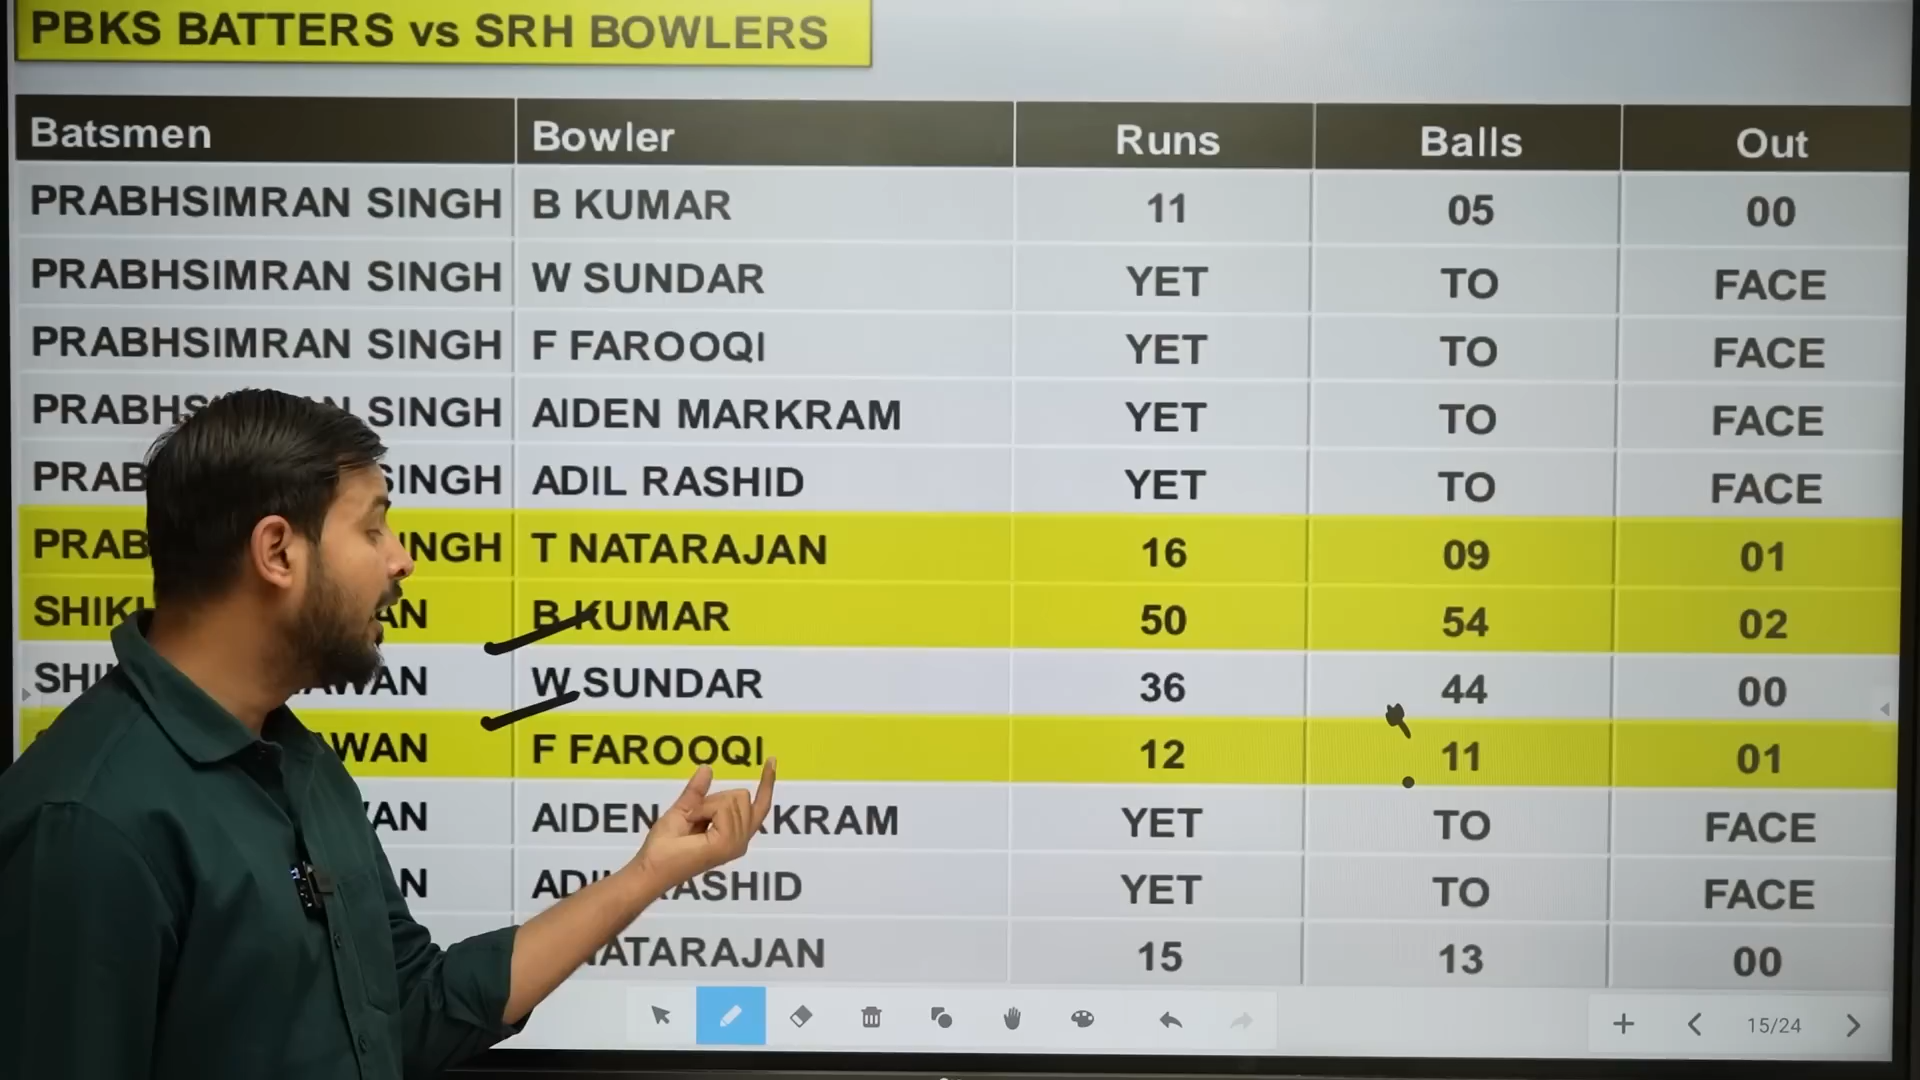 PBKS BATTERS vs SRH BOWLERS
Batsmen Bowler Runs Balls Out
PRABHSIMRAN SINGH B KUMAR 11 05 00
PRABHSIMRAN SINGH W SUNDAR YET TO FACE
PRABHSIMRAN SINGH F FAROOQI YET TO FACE
SINGH AIDEN MARKRAM YET TO FACE
ADIL RASHID YET TO FACE
T NATARAJAN 16 09 01
B KUMAR 50 54 02
W SUNDAR 36 44 00
F FAROOQI 12 11 01
AIDEN YET TO FACE
YET TO FACE
15 13 00
15/24